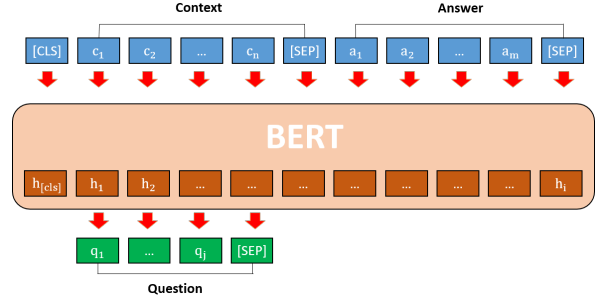 Context Answer
[CLS] c1 c2 ... cn [SEP] a1 a2 ... am [SEP]
BERT
h[cls] h1 h2 ... ... ... ... ... ... ... hi
q1 ... qj [SEP]
Question